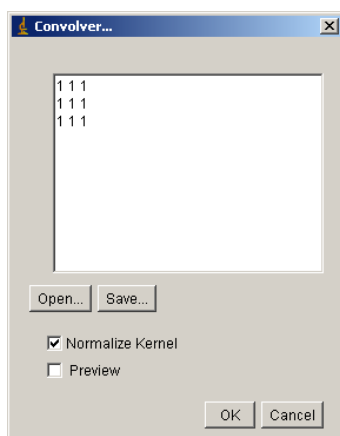 Convolver...
1 1 1
1 1 1
1 1 1
Open... Save...
Normalize Kernel
Preview
OK Cancel